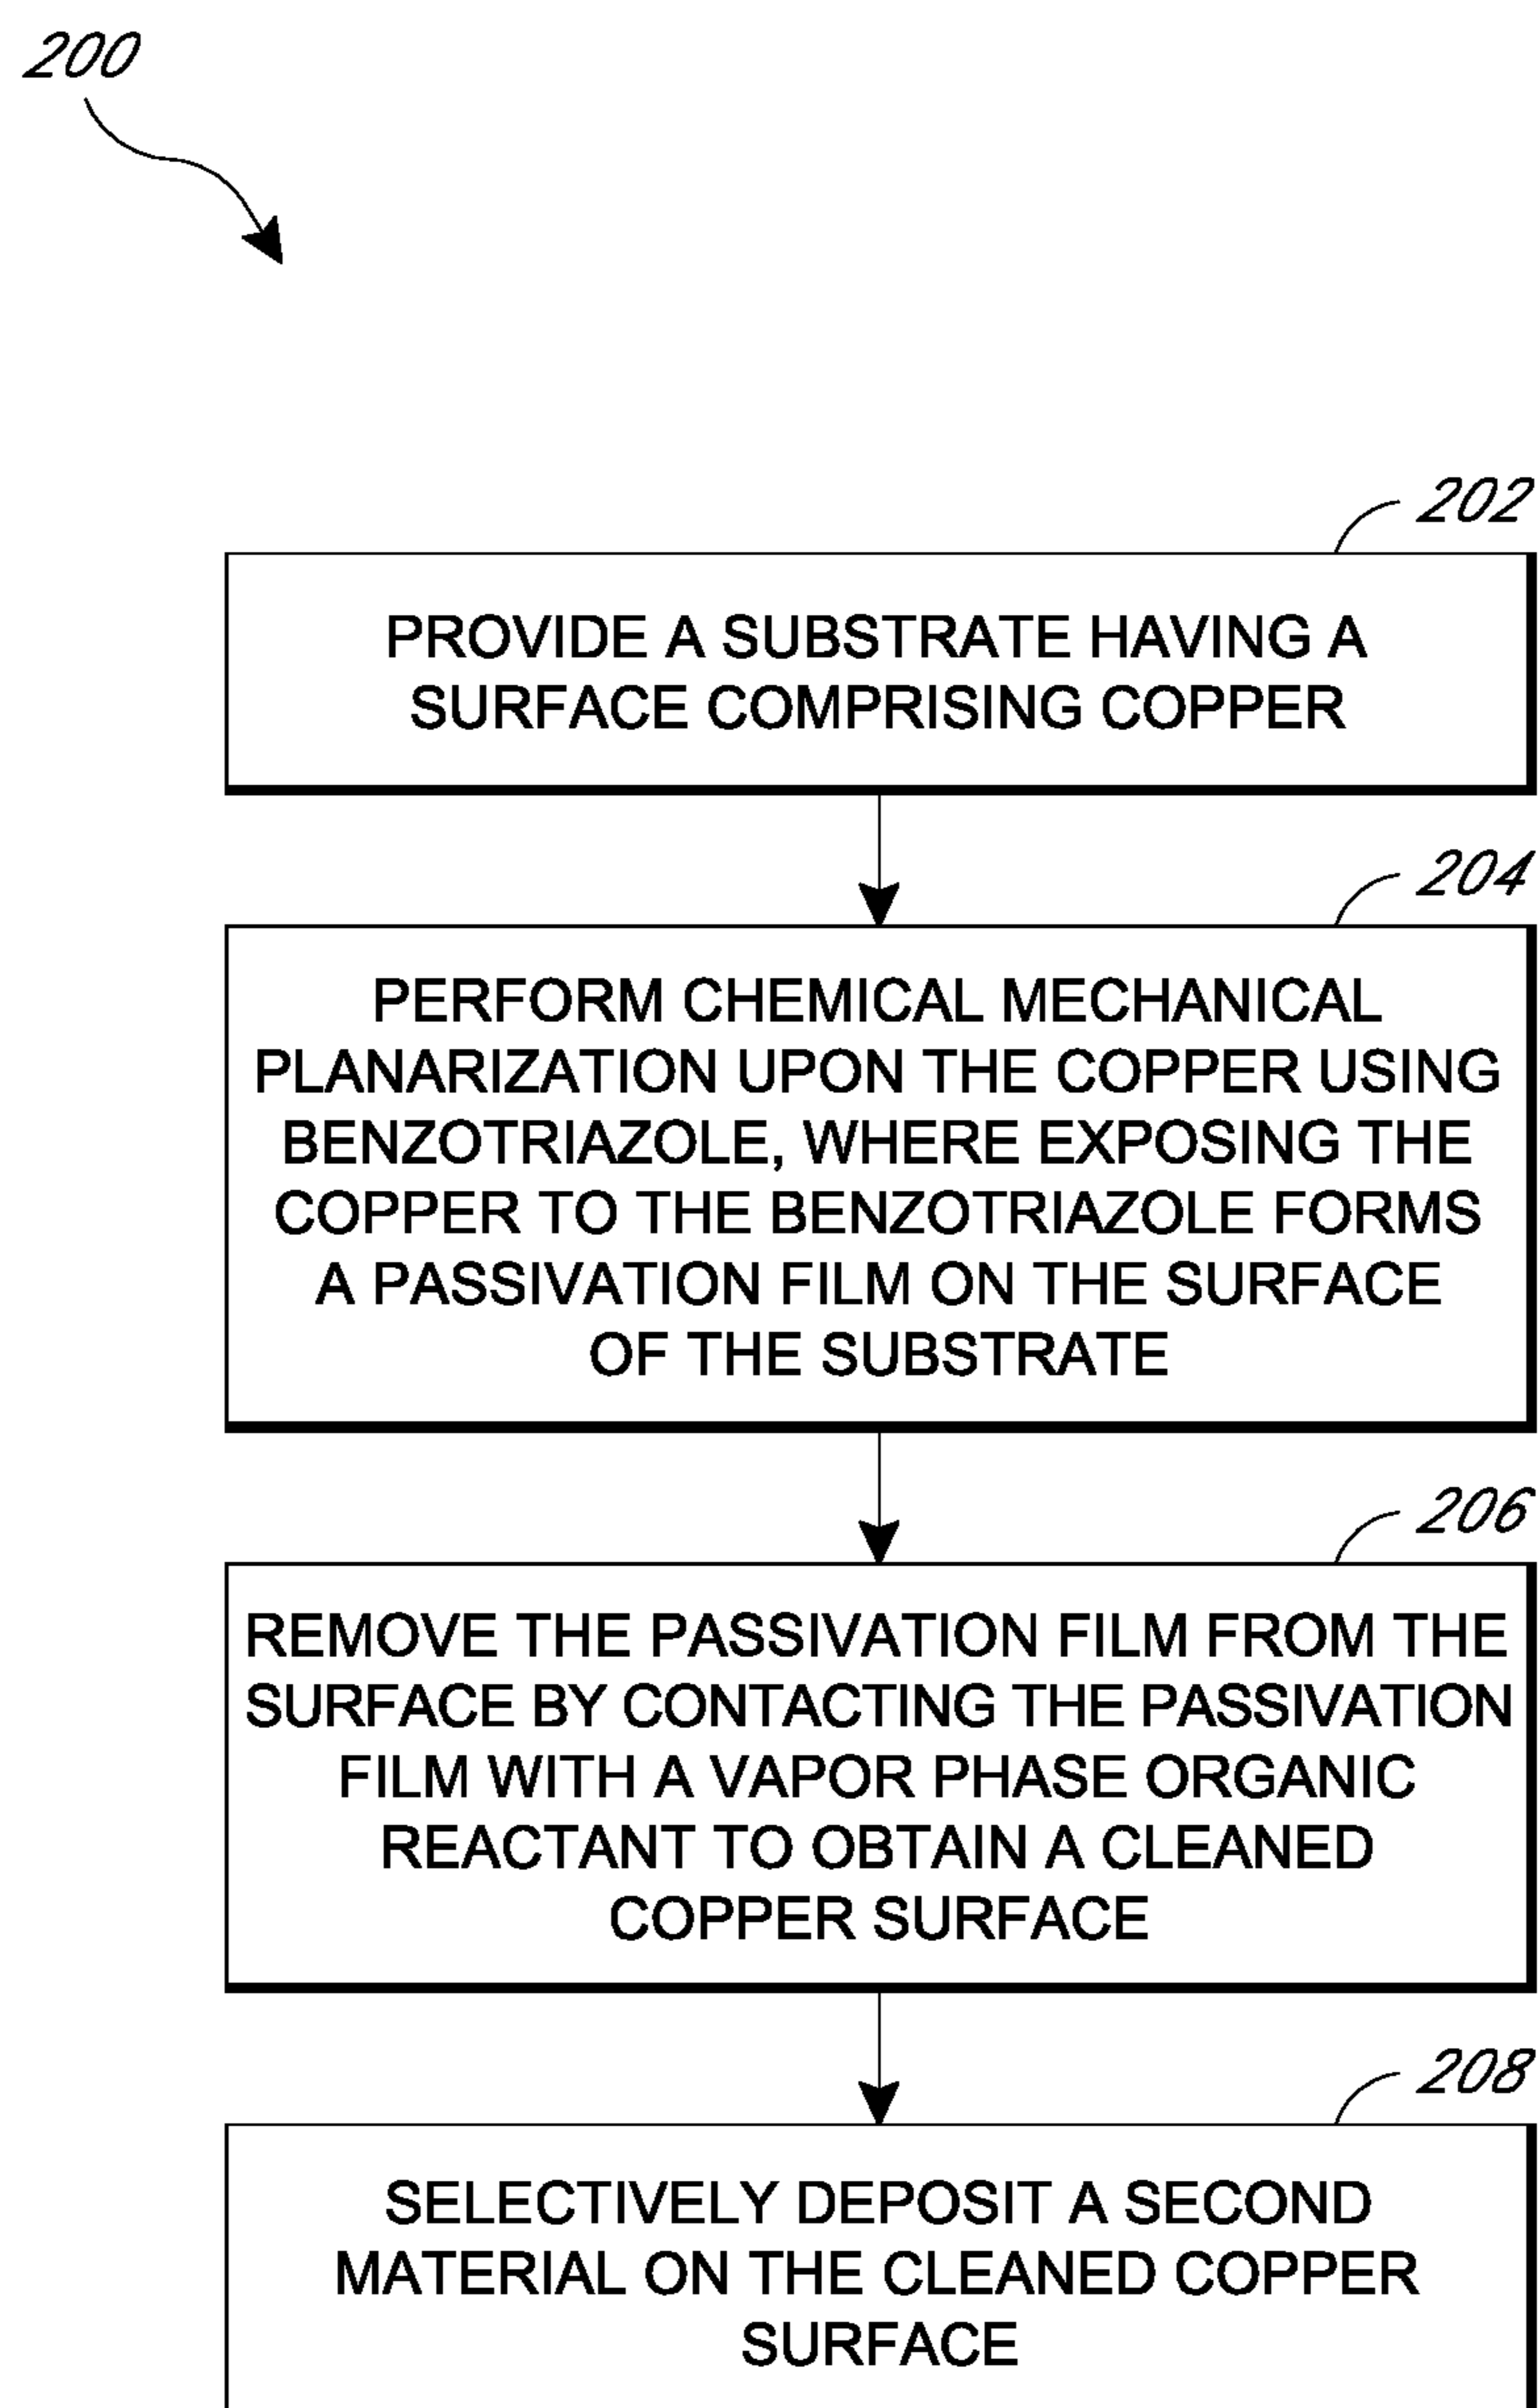 200
202
PROVIDE A SUBSTRATE HAVING A
SURFACE COMPRISING COPPER
204
PERFORM CHEMICAL MECHANICAL
PLANARIZATION UPON THE COPPER USING
BENZOTRIAZOLE, WHERE EXPOSING THE
COPPER TO THE BENZOTRIAZOLE FORMS
A PASSIVATION FILM ON THE SURFACE
OF THE SUBSTRATE
206
REMOVE THE PASSIVATION FILM FROM THE
SURFACE BY CONTACTING THE PASSIVATION
FILM WITH A VAPOR PHASE ORGANIC
REACTANT TO OBTAIN A CLEANED
COPPER SURFACE
208
SELECTIVELY DEPOSIT A SECOND
MATERIAL ON THE CLEANED COPPER
SURFACE